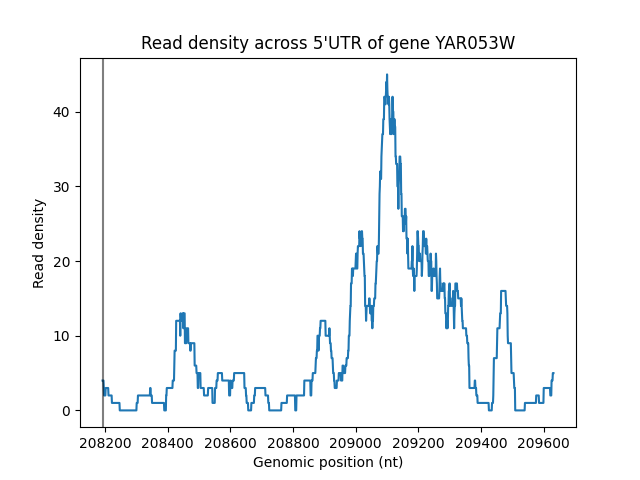 Read density across 5'UTR of gene YAR053W
Read density
40
30
20
10
0
208200 208400 208600 208800 209000 209200 209400 209600
Genomic position (nt)